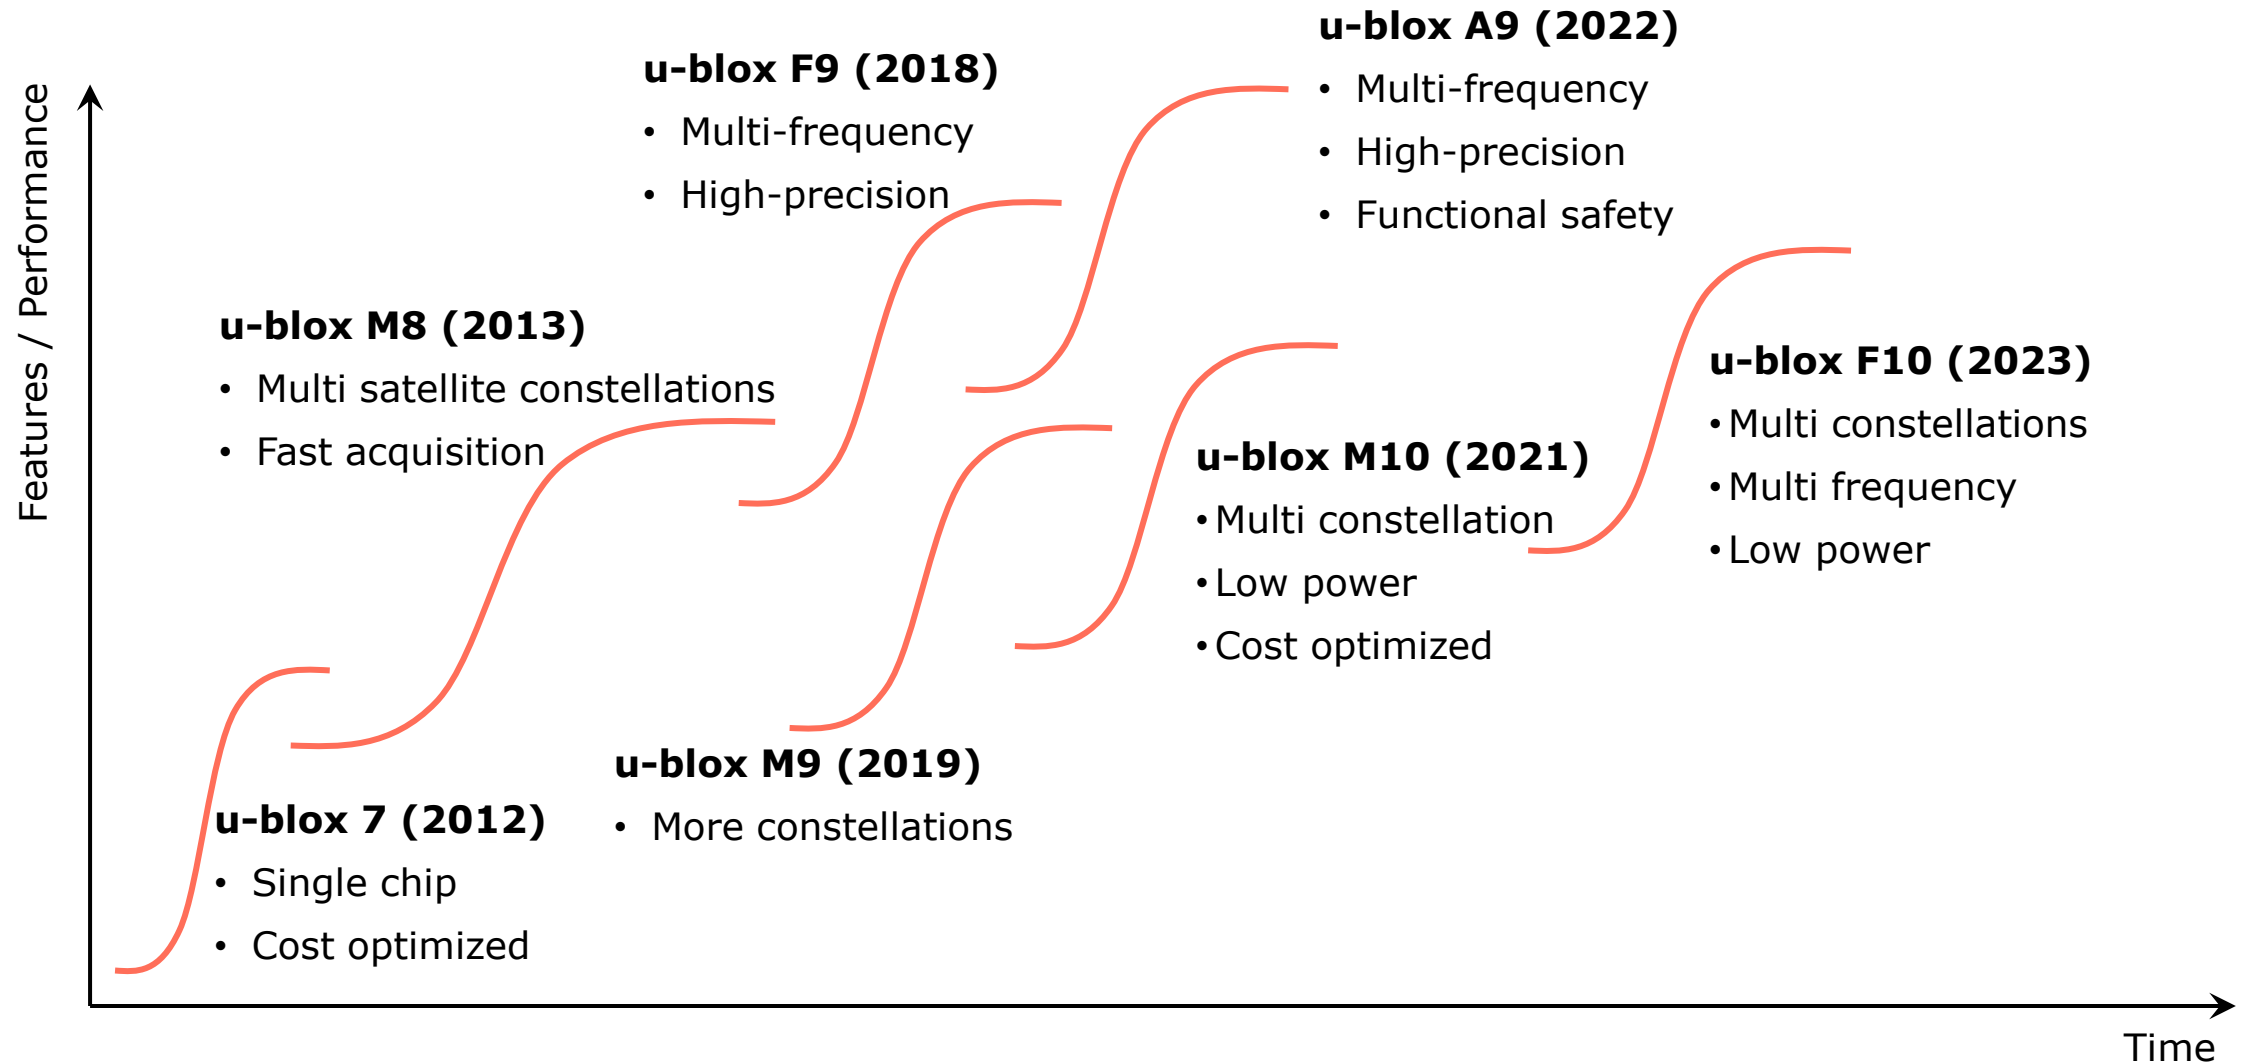 Features / Performance
u-blox F9 (2018)
• Multi-frequency
• High-precision
u-blox A9 (2022)
• Multi-frequency
• High-precision
• Functional safety
u-blox M8 (2013)
• Multi satellite constellations
• Fast acquisition
u-blox F10 (2023)
• Multi constellations
• Multi frequency
• Low power
u-blox M10 (2021)
• Multi constellation
• Low power
• Cost optimized
u-blox M9 (2019)
• More constellations
u-blox 7 (2012)
• Single chip
• Cost optimized
Time